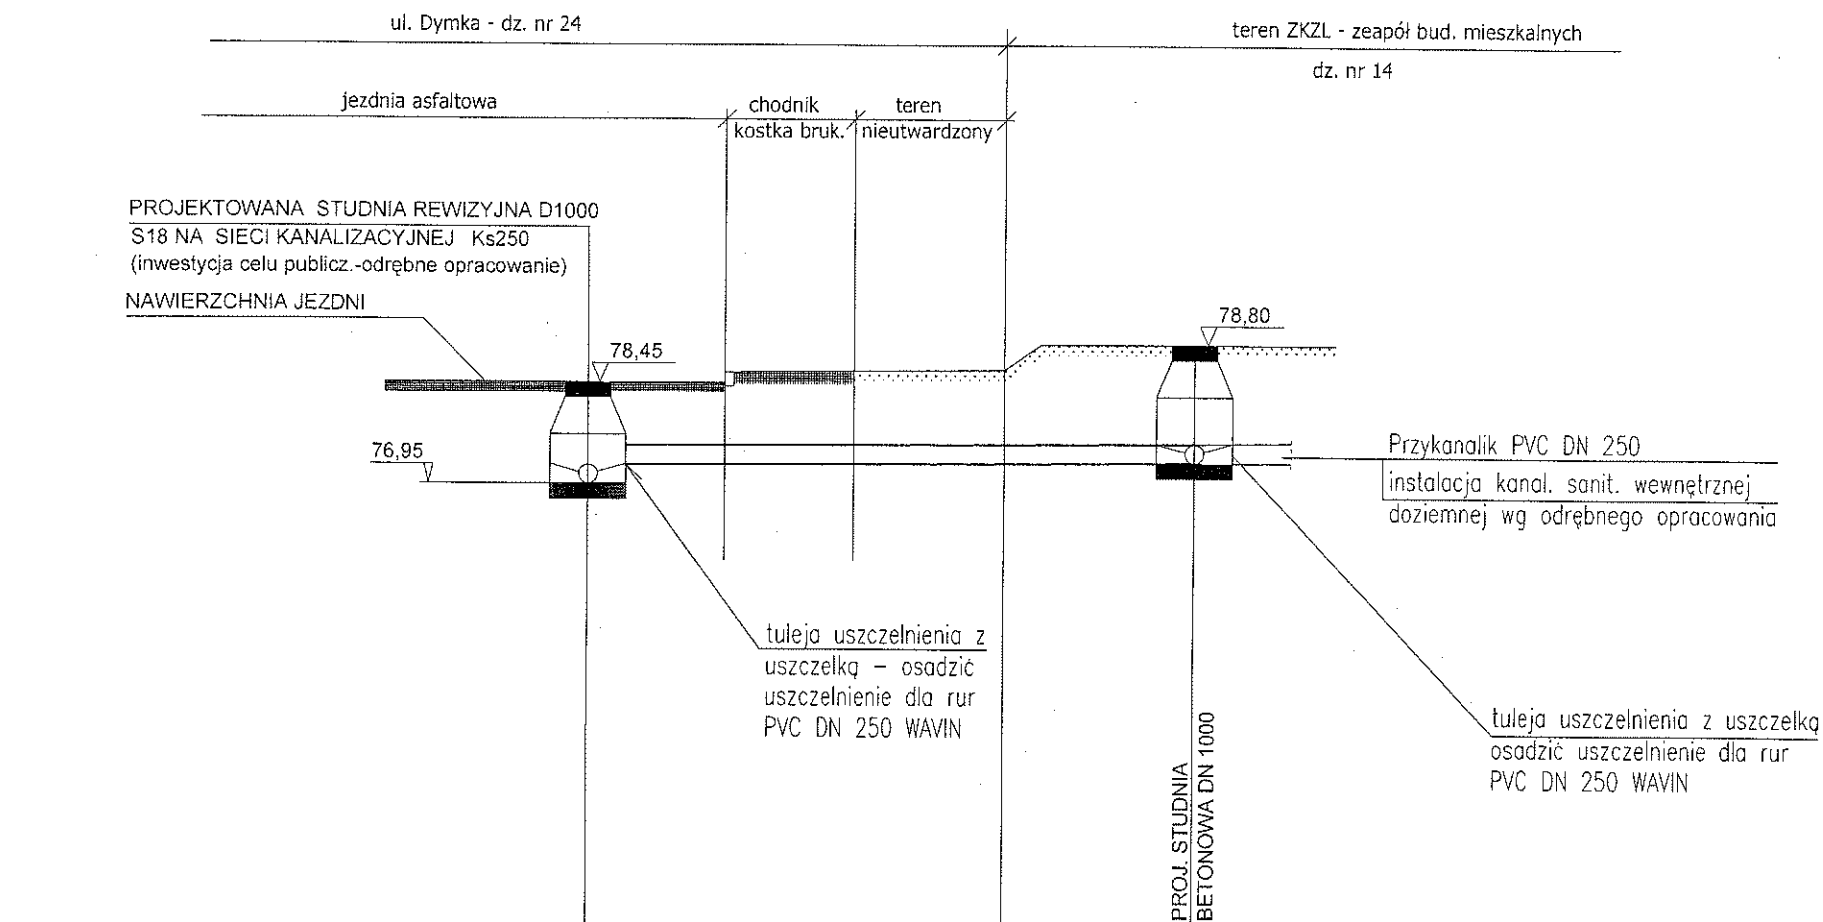 ul. Dymka - dz. nr 24
teren ZKZL - zeapół bud. mieszkalnych
dz. nr 14
jezdnia asfaltowa
chodnik
kostka bruk.
teren
nieutwardzony
PROJEKTOWANA STUDNIA REWIZYJNA D1000
S18 NA SIECI KANALIZACYJNEJ Ks250
(inwestycja celu publicz.-odrębne opracowanie)
NAWIERZCHNIA JEZDNI
78,45
78,80
76,95
Przykanalik PVC DN 250
instalacja kanal. sanit. wewnętrznej
doziemnej wg odrębnego opracowania
tuleja uszczelnienia z
uszczelką – osadzić
uszczelnienie dla rur
PVC DN 250 WAVIN
tuleja uszczelnienia z uszczelką
osadzić uszczelnienie dla rur
PVC DN 250 WAVIN
PROJ. STUDNIA
BETONOWA DN 1000